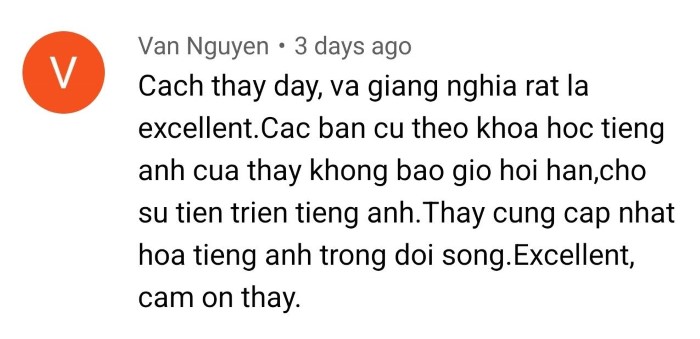 V
Van Nguyen • 3 days ago
Cach thay day, va giang nghia rat la
excellent.Cac ban cu theo khoa hoc tieng
anh cua thay khong bao gio hoi han,cho
su tien trien tieng anh.Thay cung cap nhat
hoa tieng anh trong doi song.Excellent,
cam on thay.